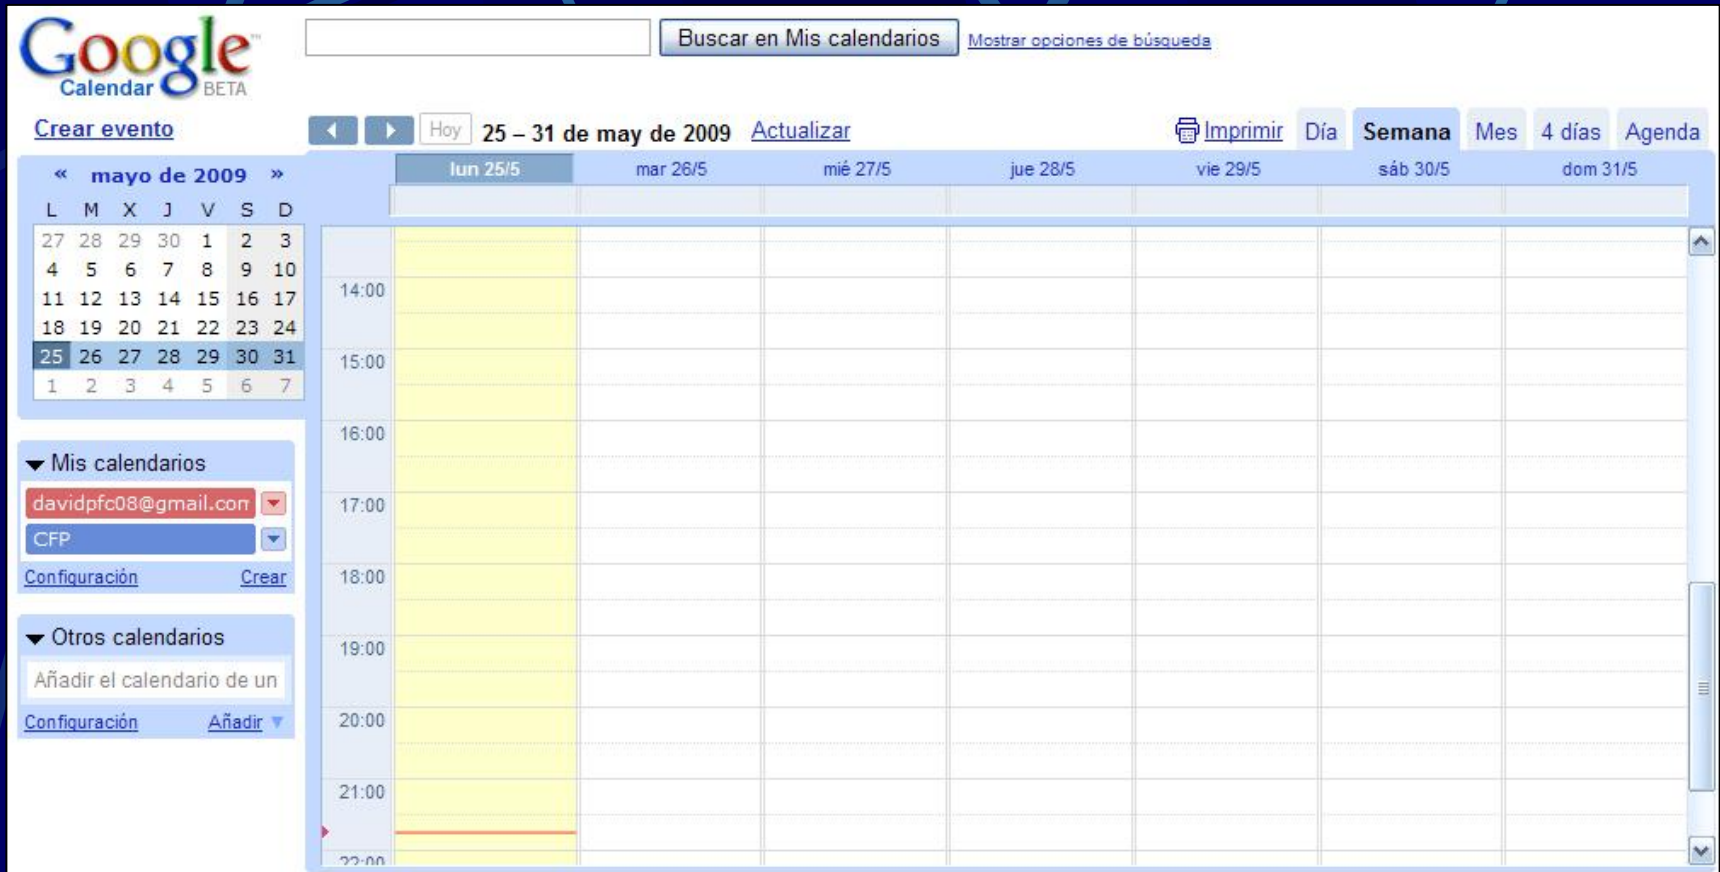 Google™
Calendar BETA
Buscar en Mis calendarios Mostrar opciones de búsqueda
Crear evento
Hoy 25 – 31 de may de 2009 Actualizar Imprimir Día Semana Mes 4 días Agenda
« mayo de 2009 »
L M X J V S D
27 28 29 30 1 2 3
4 5 6 7 8 9 10
11 12 13 14 15 16 17
18 19 20 21 22 23 24
25 26 27 28 29 30 31
1 2 3 4 5 6 7
Mis calendarios
davidpfc08@gmail.com
CFP
Configuración Crear
Otros calendarios
Añadir el calendario de un
Configuración Añadir
lun 25/5 mar 26/5 mié 27/5 jue 28/5 vie 29/5 sáb 30/5 dom 31/5
14:00
15:00
16:00
17:00
18:00
19:00
20:00
21:00
22:00